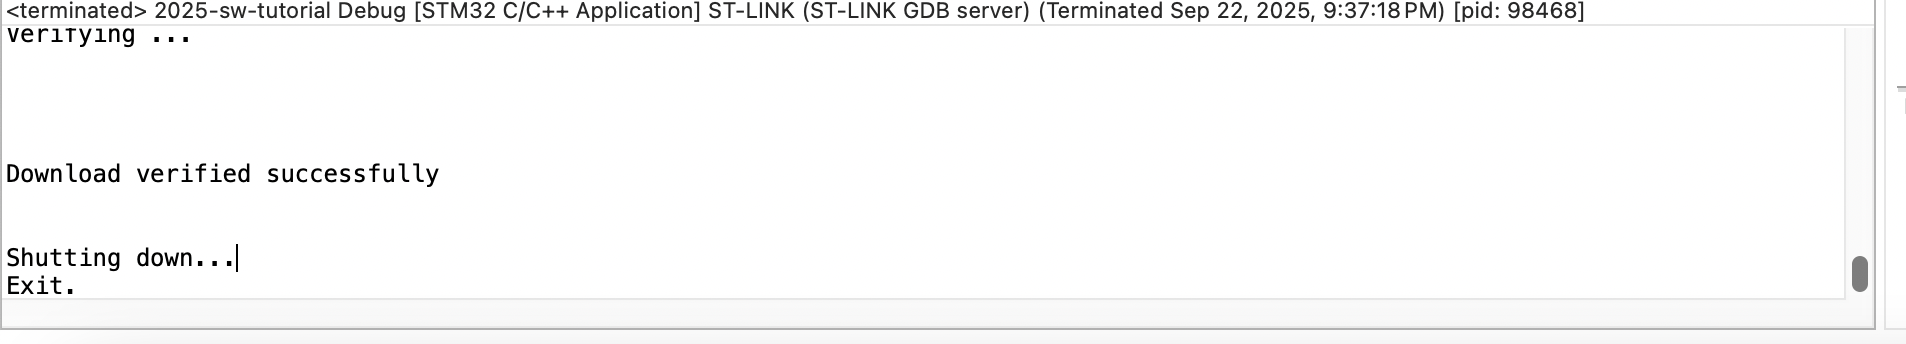 <terminated> 2025-sw-tutorial Debug [STM32 C/C++ Application] ST-LINK (ST-LINK GDB server) (Terminated Sep 22, 2025, 9:37:18 PM) [pid: 98468]
Verifying ...
Download verified successfully
Shutting down...
Exit.